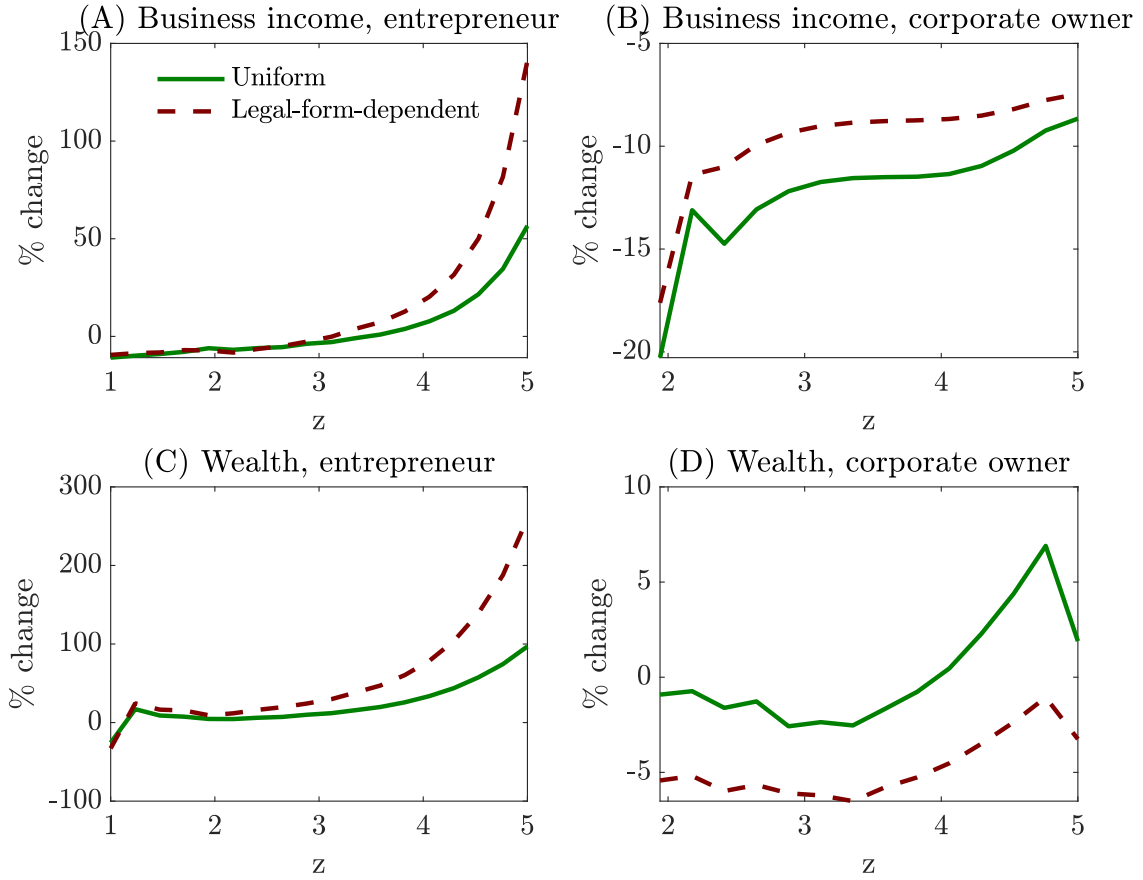 (A) Business income, entrepreneur
150
100
50
0
% change
1
2
3
4
5
z
Uniform
Legal-form-dependent
(B) Business income, corporate owner
-5
-10
-15
-20
% change
2
3
4
5
z
(C) Wealth, entrepreneur
300
200
100
0
-100
% change
1
2
3
4
5
z
(D) Wealth, corporate owner
10
5
0
-5
% change
2
3
4
5
z